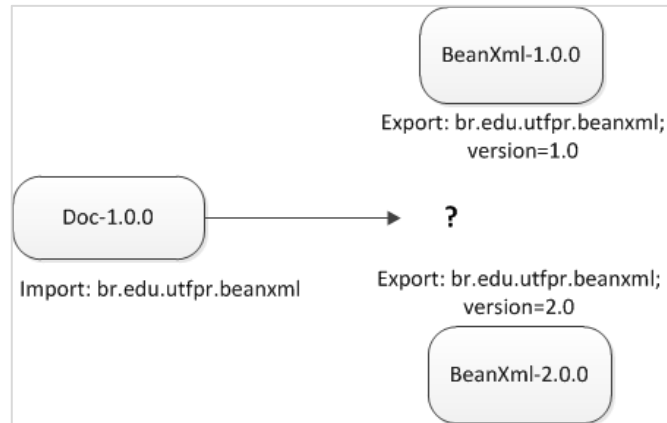 BeanXml-1.0.0
Export: br.edu.utfpr.beanxml;
version=1.0
Doc-1.0.0
?
Import: br.edu.utfpr.beanxml
Export: br.edu.utfpr.beanxml;
version=2.0
BeanXml-2.0.0